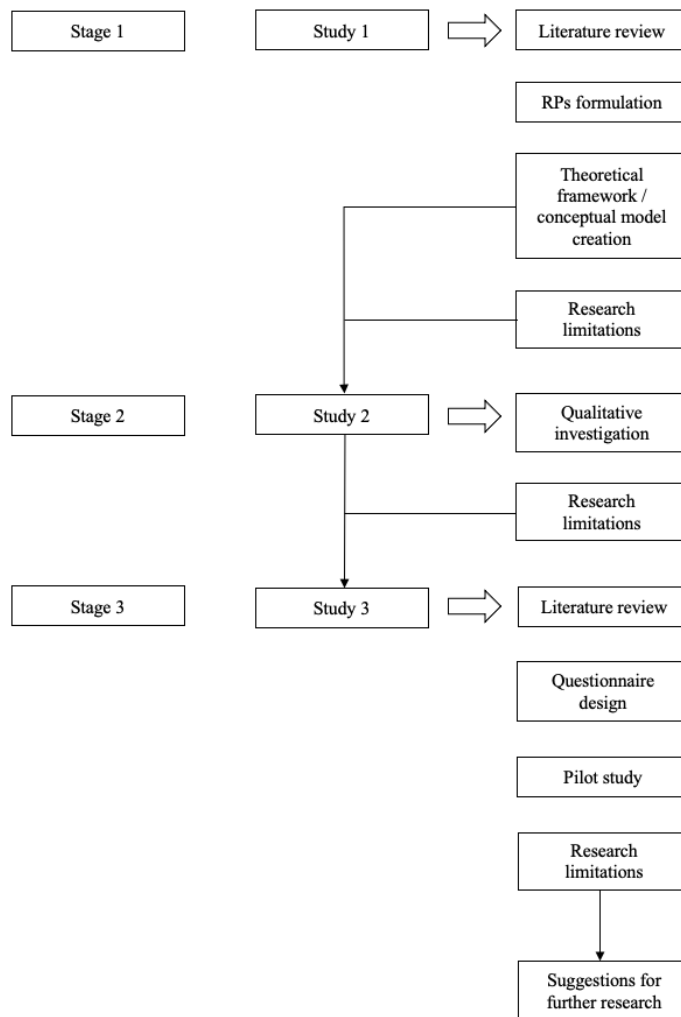 Stage 1
Study 1
Literature review
RPs formulation
Theoretical
framework /
conceptual model
creation
Research
limitations
Stage 2
Study 2
Qualitative
investigation
Research
limitations
Stage 3
Study 3
Literature review
Questionnaire
design
Pilot study
Research
limitations
Suggestions for
further research